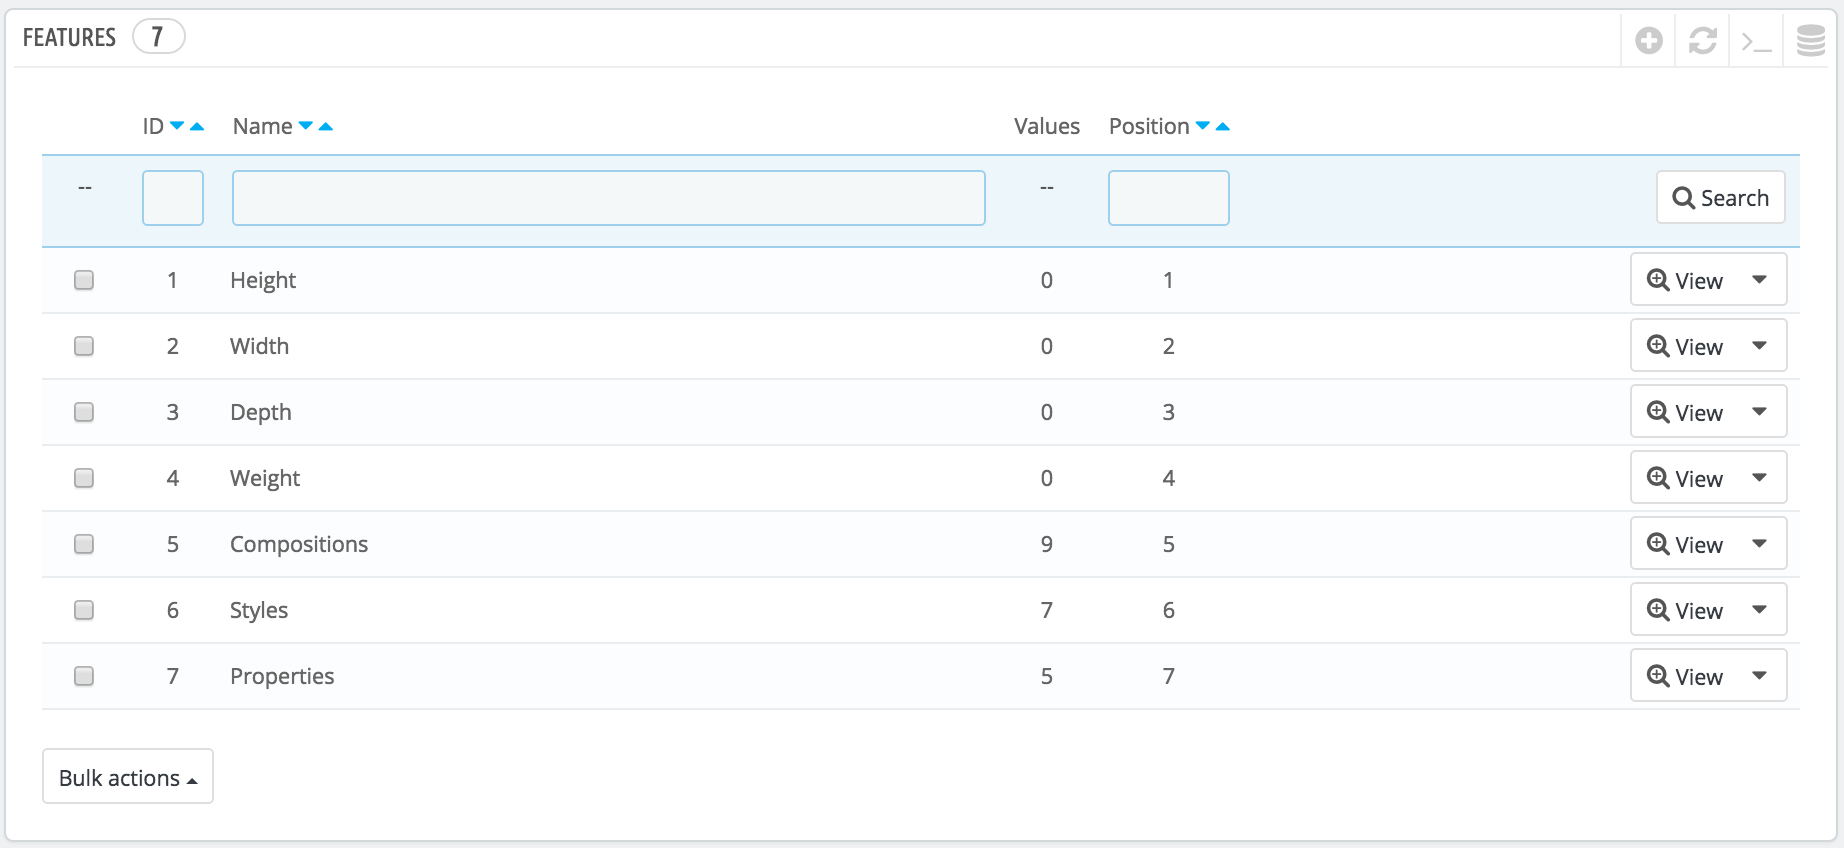 FEATURES 7
ID Name Values Position
-- -- Search
1 Height 0 1 View
2 Width 0 2 View
3 Depth 0 3 View
4 Weight 0 4 View
5 Compositions 9 5 View
6 Styles 7 6 View
7 Properties 5 7 View
Bulk actions